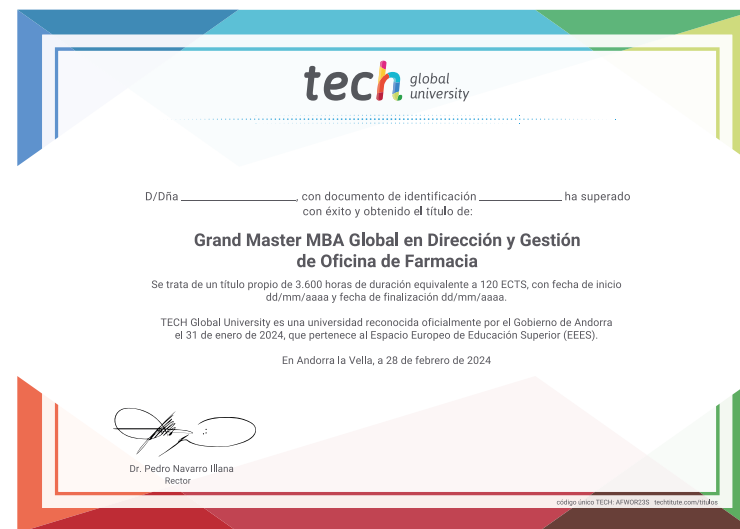 tech global university
D/Dña ____________, con documento de identificación ____________ ha superado
con éxito y obtenido el título de:
Grand Master MBA Global en Dirección y Gestión
de Oficina de Farmacia
Se trata de un título propio de 3.600 horas de duración equivalente a 120 ECTS, con fecha de inicio
dd/mm/aaaa y fecha de finalización dd/mm/aaaa.
TECH Global University es una universidad reconocida oficialmente por el Gobierno de Andorra
el 31 de enero de 2024, que pertenece al Espacio Europeo de Educación Superior (EEES).
En Andorra la Vella, a 28 de febrero de 2024
Dr. Pedro Navarro Illana
Rector
código único TECH: AFWOR23S techtitute.com/titulos